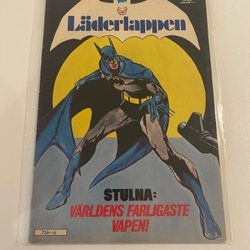 Läderlappen
STULNA:
VÄRLDENS FARLIGASTE
VAPEN!